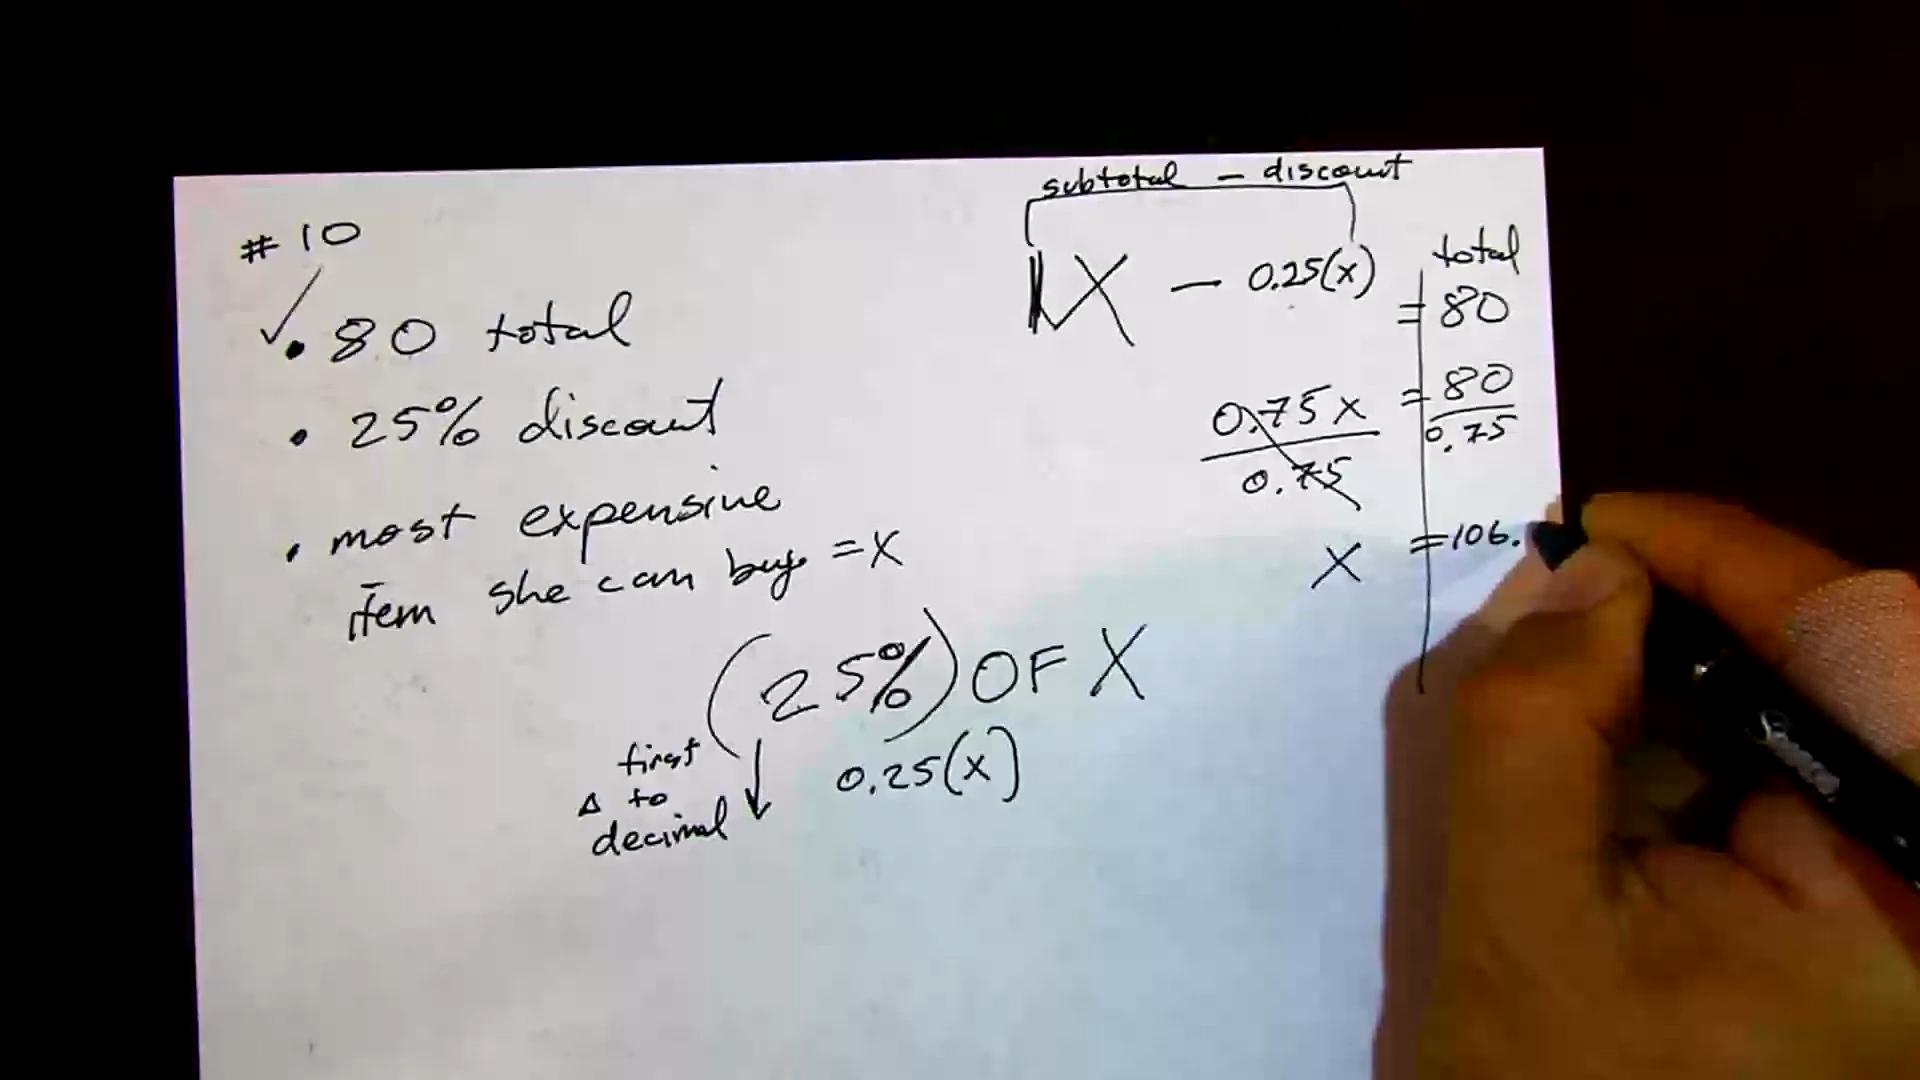 # 10
• 80 total
• 25% discount
• most expensive
item she can buy = X
(25%) OF X
first
Δ to
decimal
0.25(x)
subtotal - discount
1X - 0.25(x)
total
= 80
0.75x = 80
0.75 0.75
X = 106.